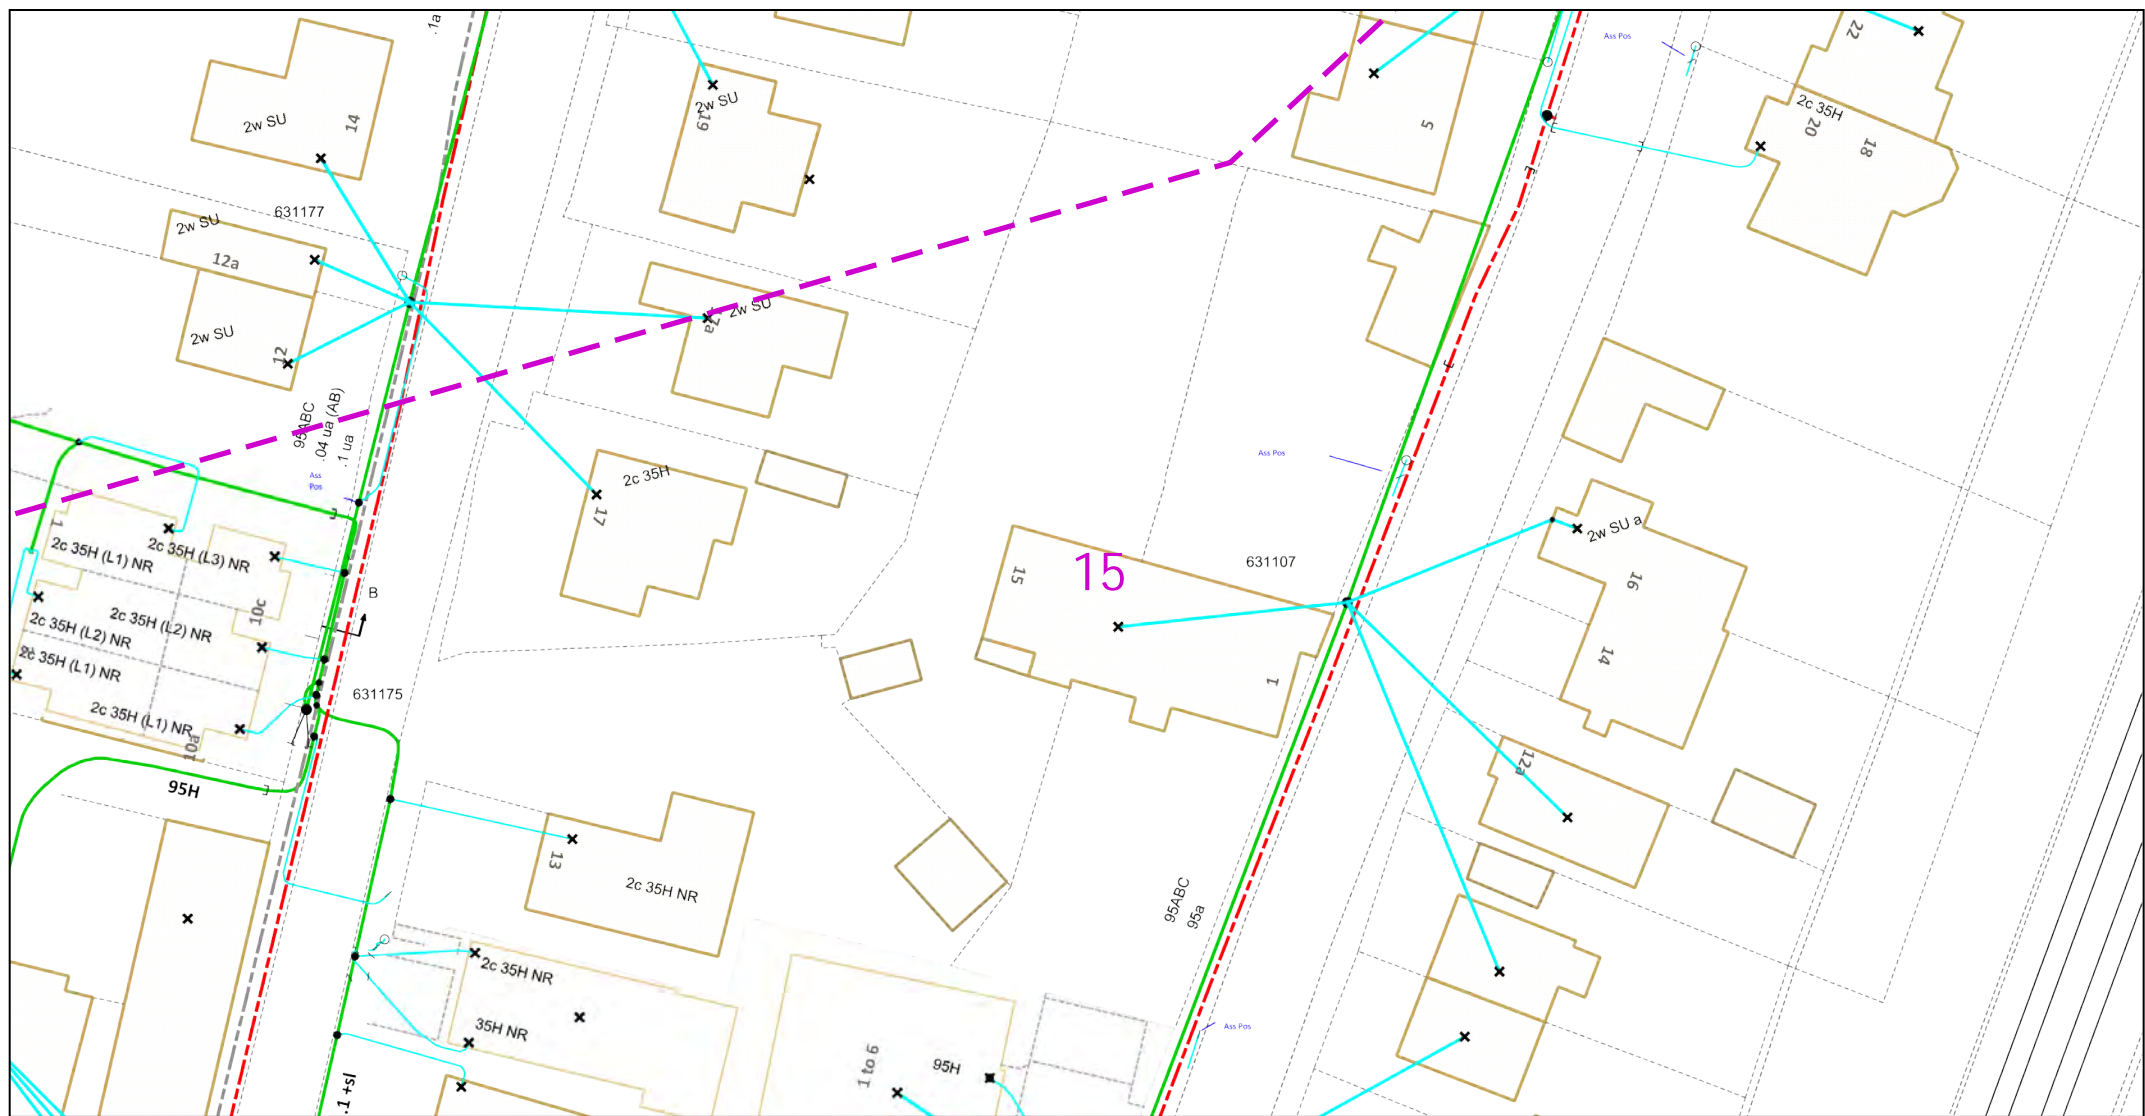 .1a
Ass Pos
22
2w SU
14
2w SU
19
5
2c 35H
20
18
631177
2w SU
12a
2w SU
12
2w SU
7a
95ABC
.04 ua (AB)
.1 ua
Ass
Pos
2c 35H
17
Ass Pos
1
2c 35H (L1) NR
2c 35H (L3) NR
10c
2c 35H (L2) NR
2c 35H (L2) NR
2c 35H (L1) NR
2c 35H (L1) NR
10a
B
631175
95H
15
15
631107
1
2w SU a
16
14
12a
13
2c 35H NR
95ABC
95a
2c 35H NR
35H NR
1 to 6
95H
Ass Pos
.1 +sl